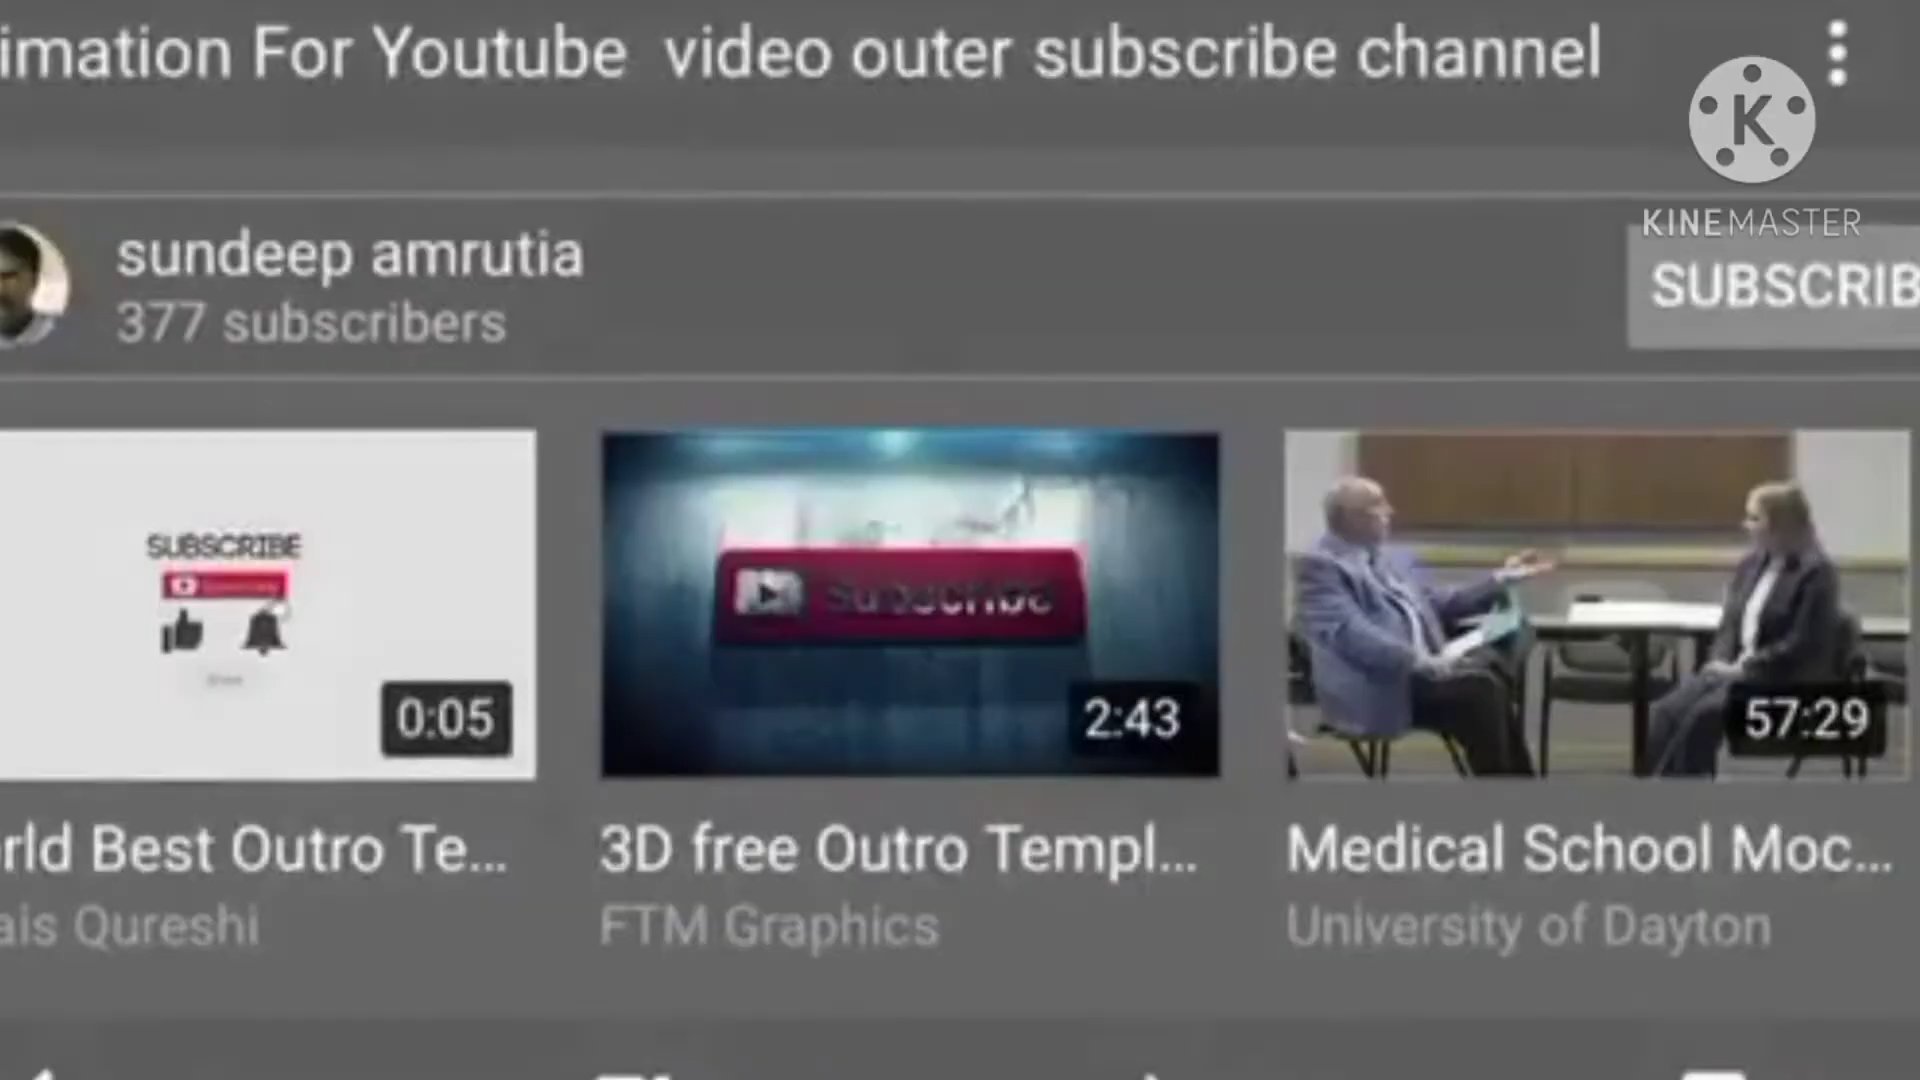 imation For Youtube video outer subscribe channel
K
KINEMASTER
sundeep amrutia
377 subscribers
SUBSCRIB
SUBSCRIBE
0:05
Subscribe
2:43
57:29
rld Best Outro Te...
3D free Outro Templ...
Medical School Moc...
ais Qureshi
FTM Graphics
University of Dayton